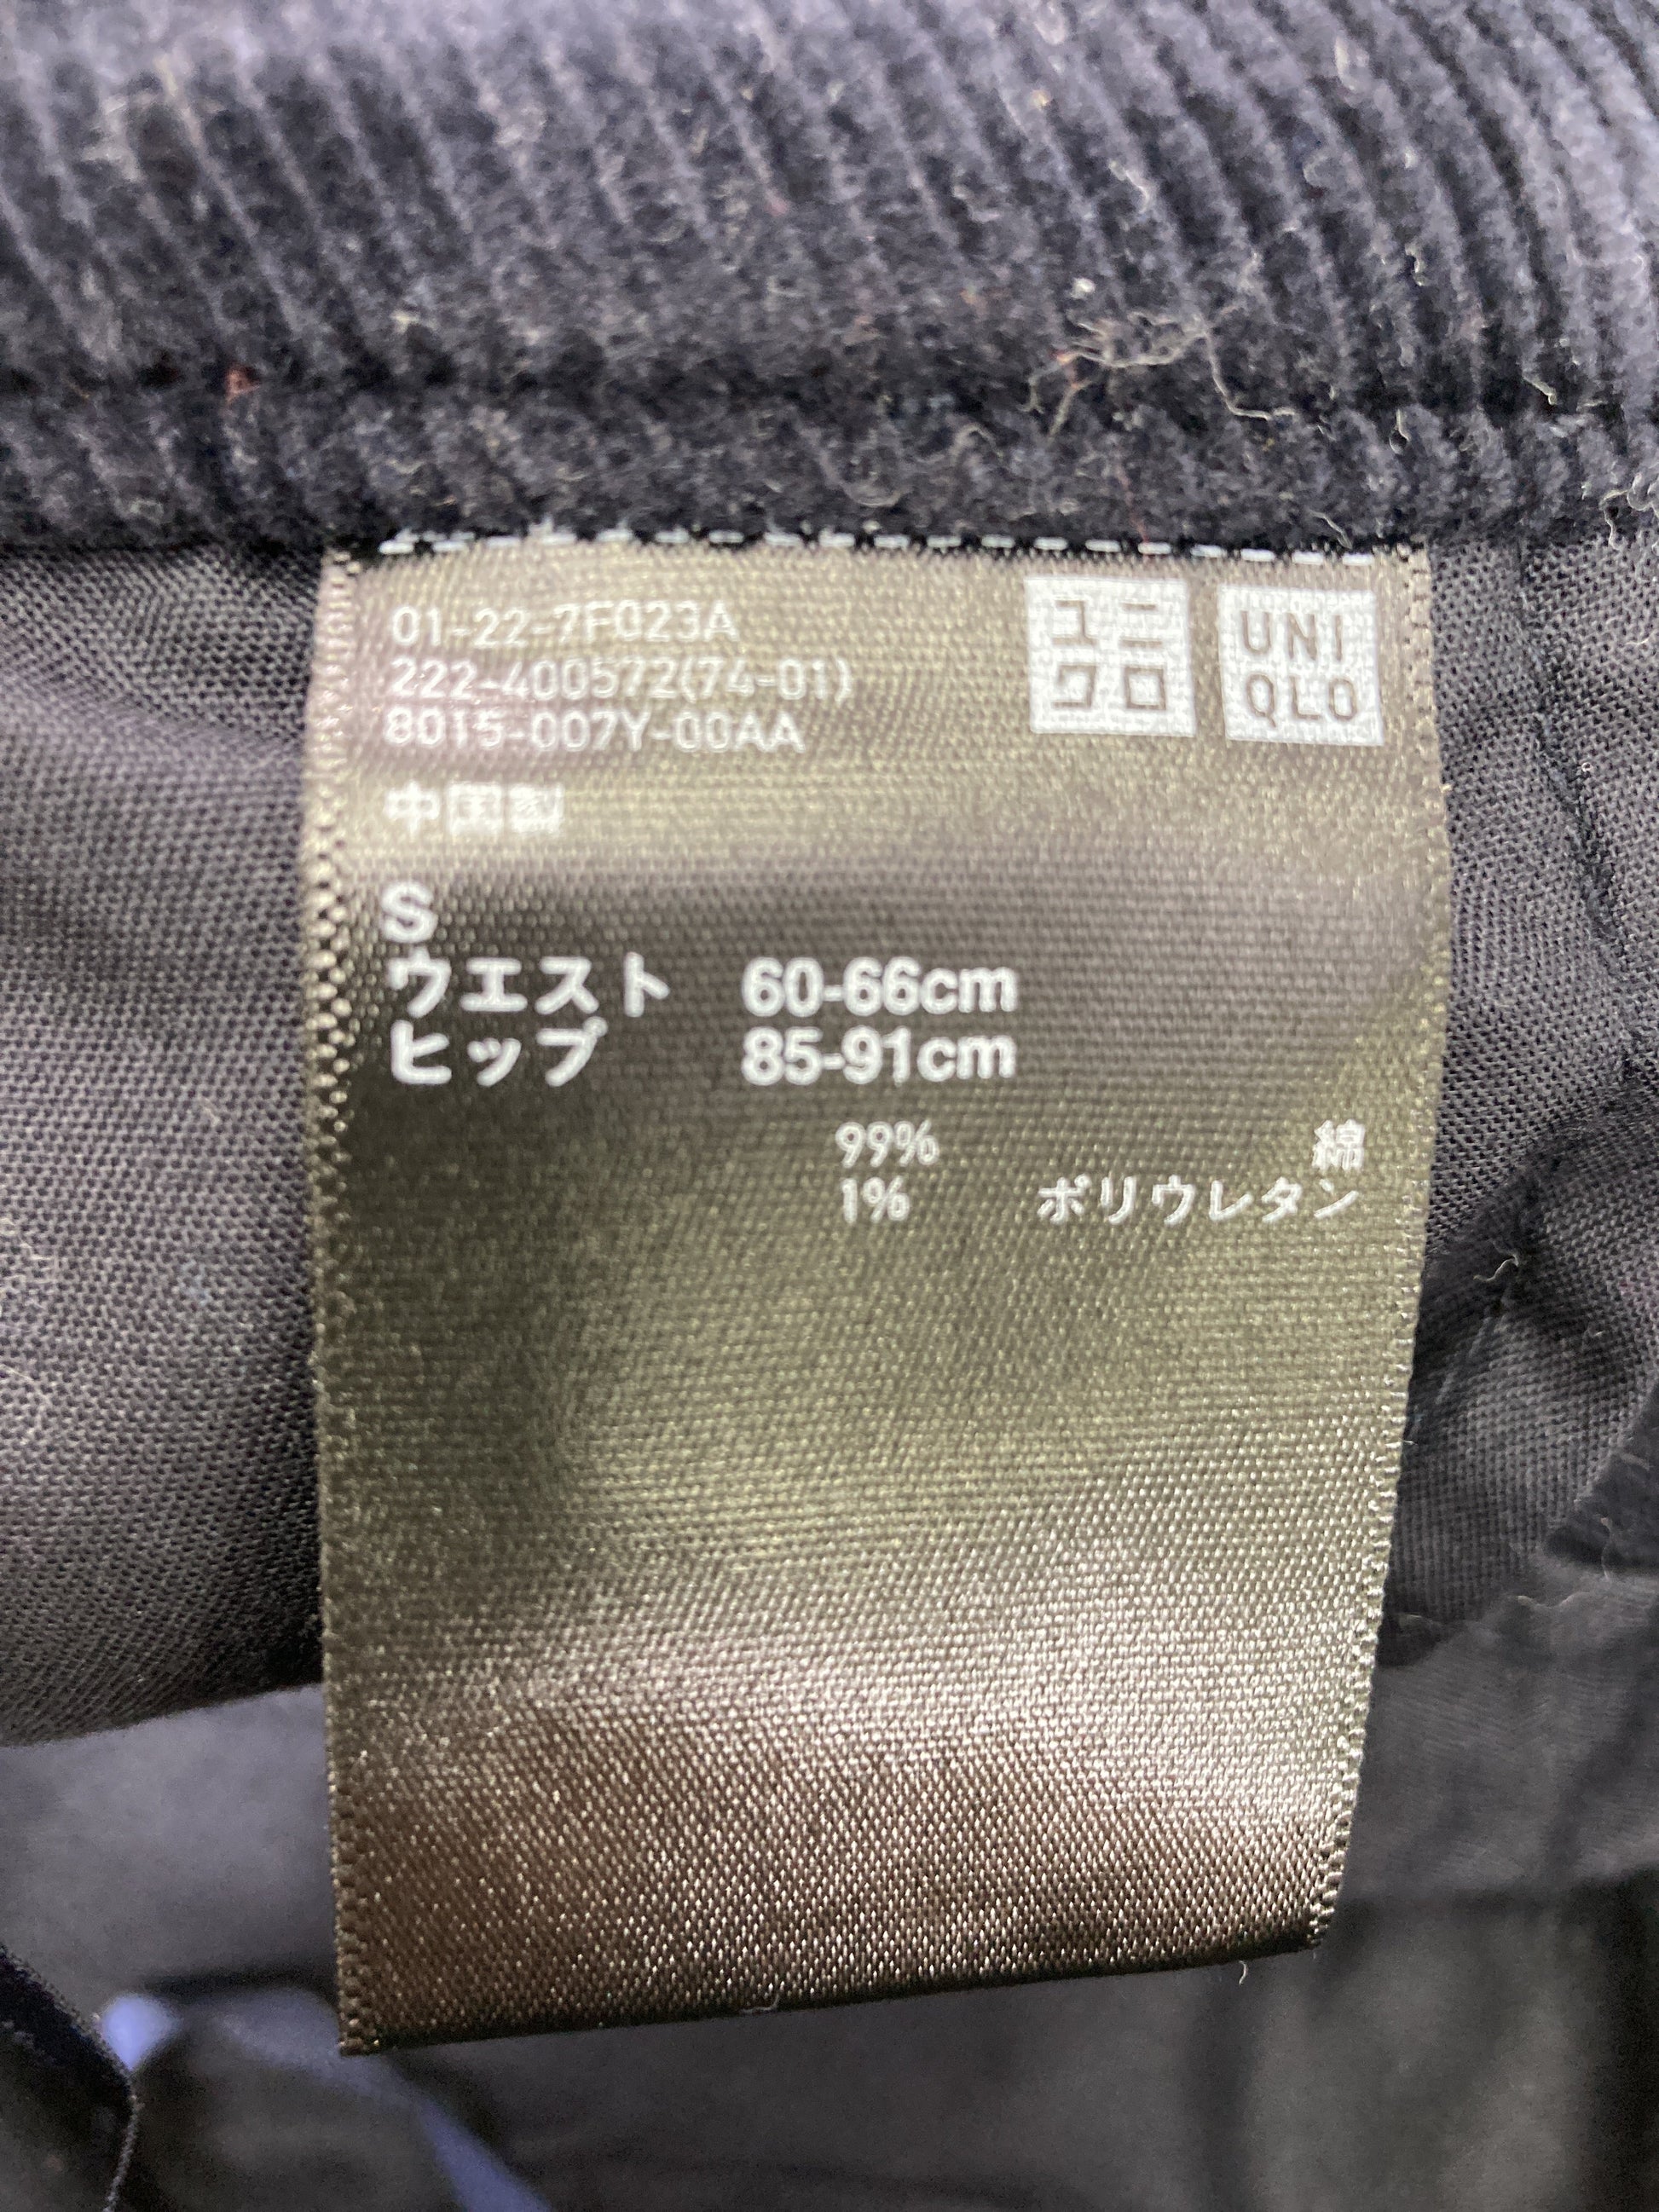 01-22-7F023A
222-400572(74-01)
8015-007Y-00AA
ユニ
クロ
UNI
QLO
中国製
S
ウエスト 60-66cm
ヒップ 85-91cm
99% 綿
1% ポリウレタン